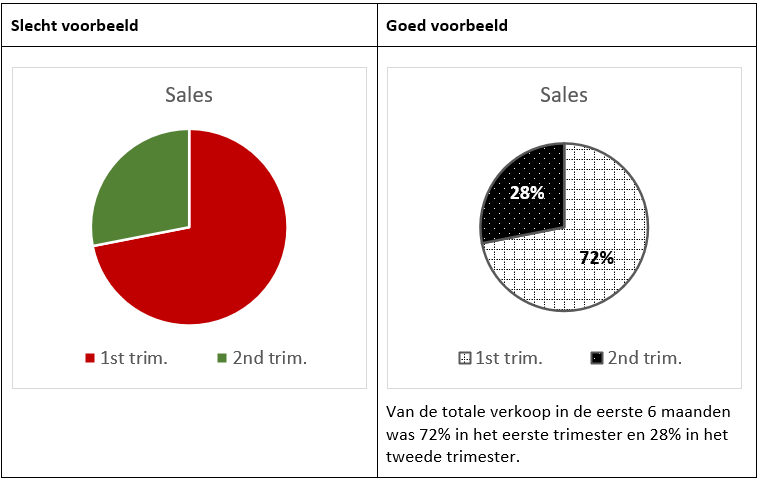 Slecht voorbeeld
Goed voorbeeld
Sales
1st trim.
2nd trim.
Sales
28%
72%
1st trim.
2nd trim.
Van de totale verkoop in de eerste 6 maanden
was 72% in het eerste trimester en 28% in het
tweede trimester.